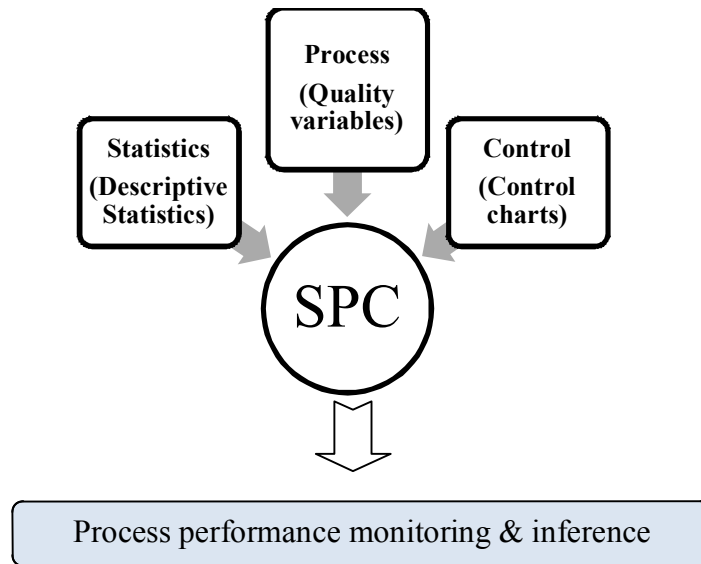 Process
(Quality
variables)
Statistics
(Descriptive
Statistics)
Control
(Control
charts)
SPC
Process performance monitoring & inference